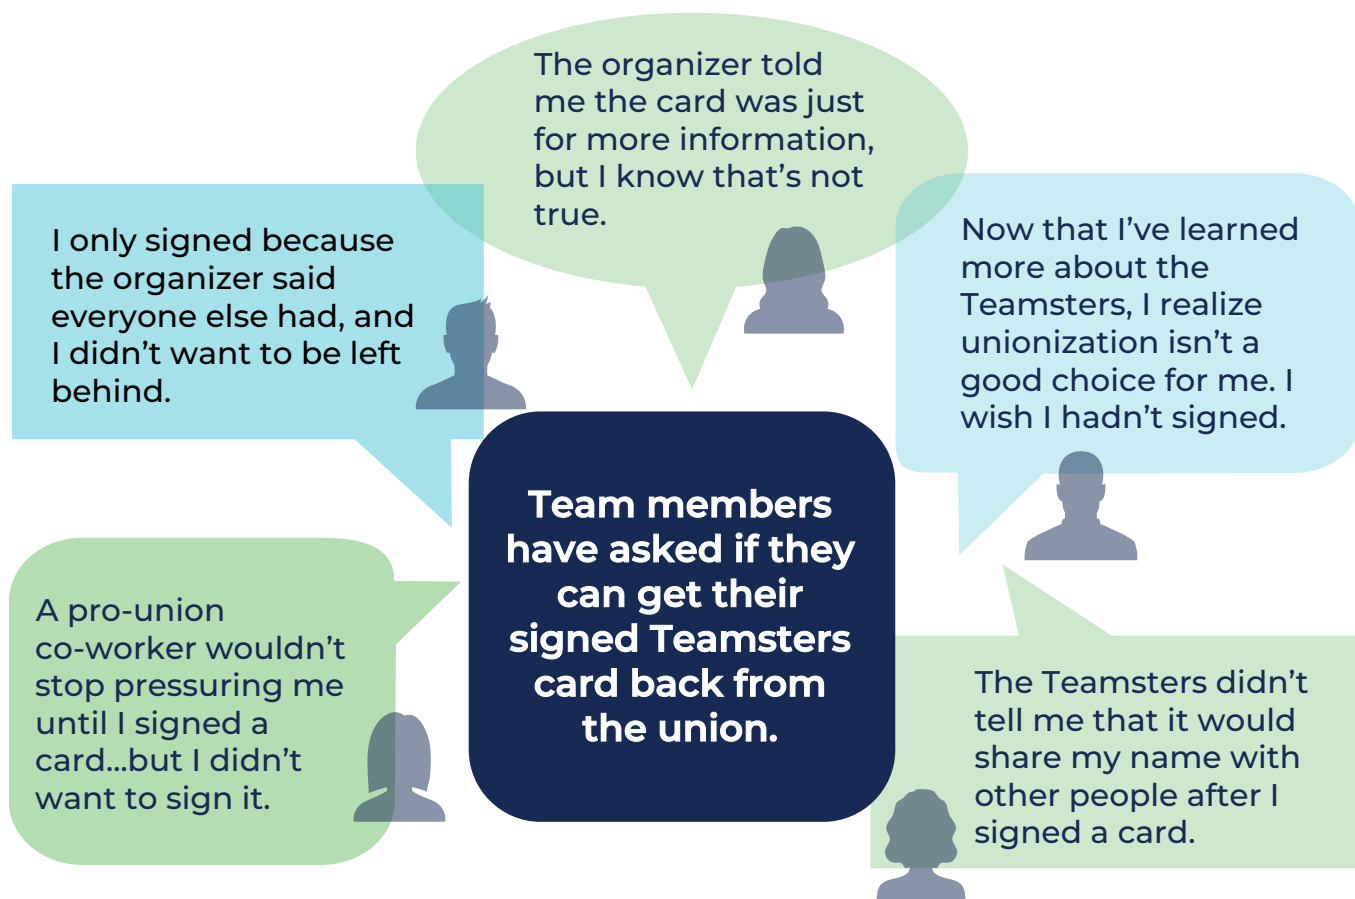 The organizer told
me the card was just
for more information,
but I know that's not
true.
I only signed because
the organizer said
everyone else had, and
I didn't want to be left
behind.
Now that I've learned
more about the
Teamsters, I realize
unionization isn't a
good choice for me. I
wish I hadn't signed.
Team members
have asked if they
can get their
signed Teamsters
card back from
the union.
A pro-union
co-worker wouldn't
stop pressuring me
until I signed a
card...but I didn't
want to sign it.
The Teamsters didn't
tell me that it would
share my name with
other people after I
signed a card.